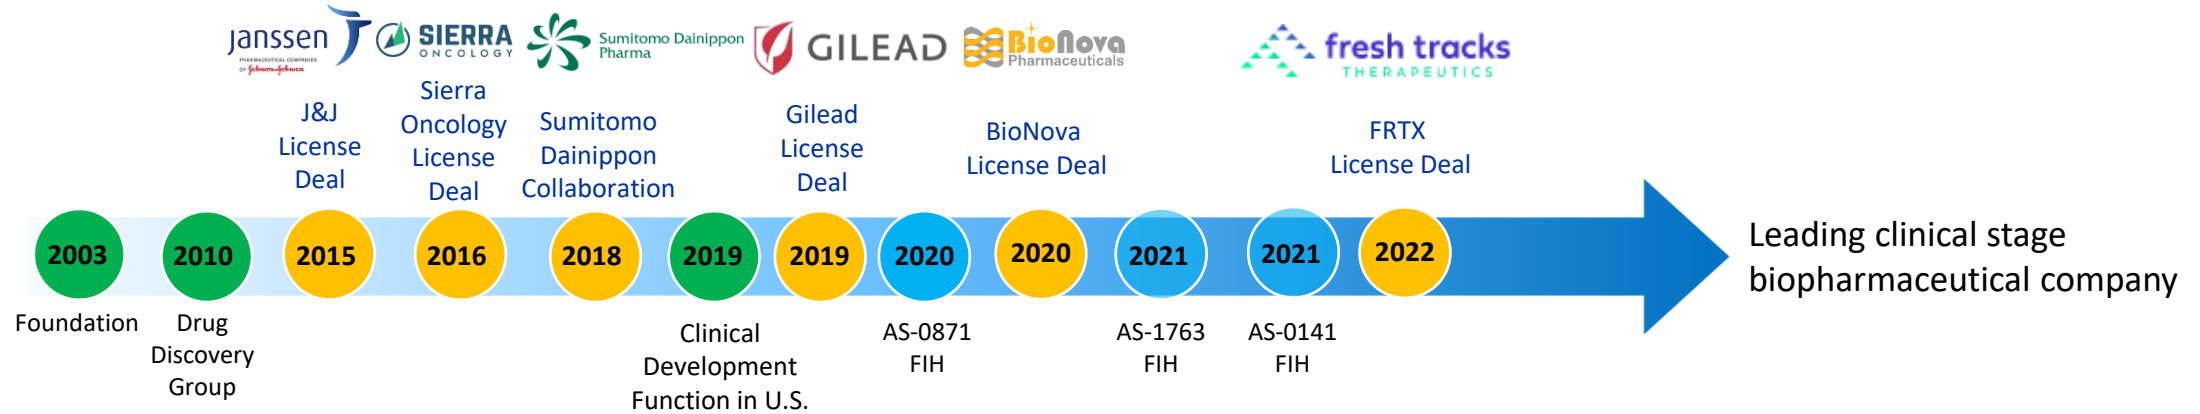 Janssen
PHARMACEUTICAL COMPANIES
OF Johnson & Johnson
SIERRA
ONCOLOGY
Sumitomo Dainippon
Pharma
GILEAD
BioNova
Pharmaceuticals
fresh tracks
THERAPEUTICS
J&J
License
Deal
Sierra
Oncology
License
Deal
Sumitomo
Dainippon
Collaboration
Gilead
License
Deal
BioNova
License Deal
FRTX
License Deal
2003
2010
2015
2016
2018
2019
2019
2020
2020
2021
2021
2022
Foundation
Drug
Discovery
Group
Clinical
Development
Function in U.S.
AS-0871
FIH
AS-1763
FIH
AS-0141
FIH
Leading clinical stage
biopharmaceutical company